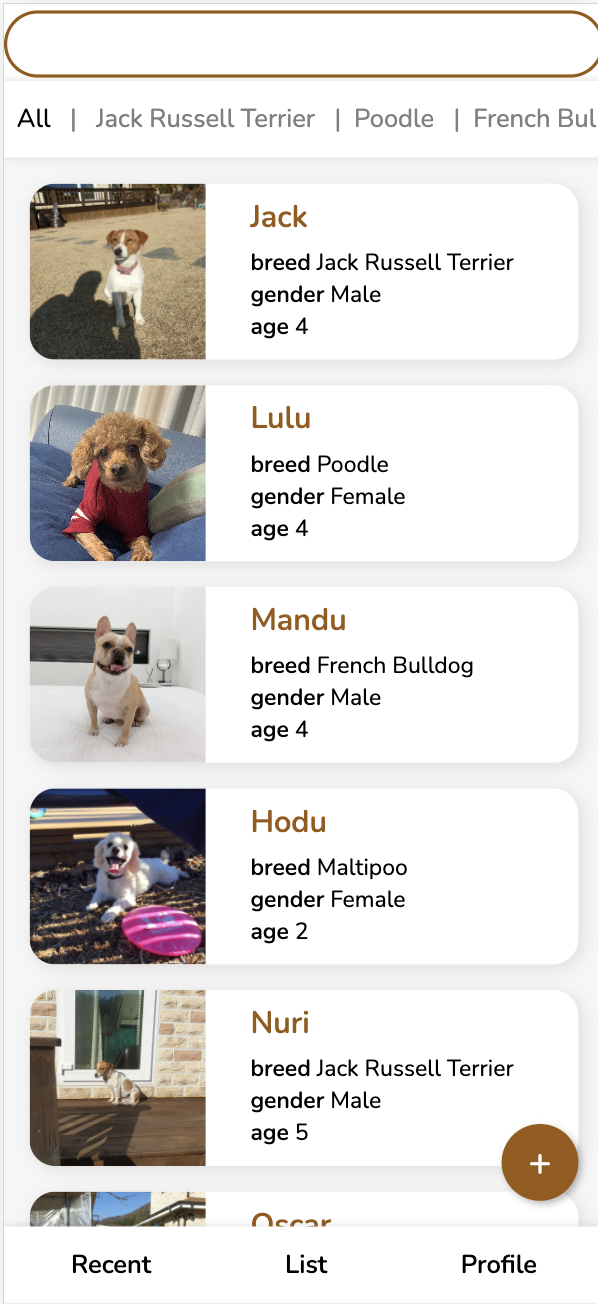 All | Jack Russell Terrier | Poodle | French Bul
Jack
breed Jack Russell Terrier
gender Male
age 4
Lulu
breed Poodle
gender Female
age 4
Mandu
breed French Bulldog
gender Male
age 4
Hodu
breed Maltipoo
gender Female
age 2
Nuri
breed Jack Russell Terrier
gender Male
age 5
+
Oscar
Recent List Profile